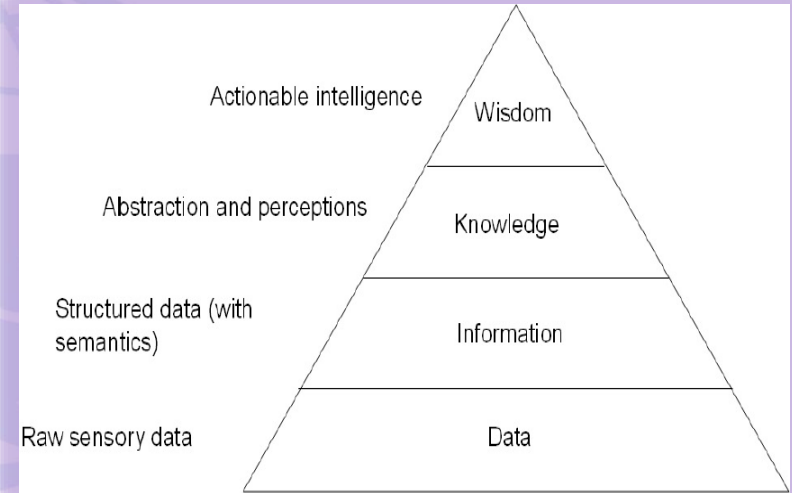 Actionable intelligence
Wisdom
Abstraction and perceptions
Knowledge
Structured data (with
semantics)
Information
Raw sensory data
Data